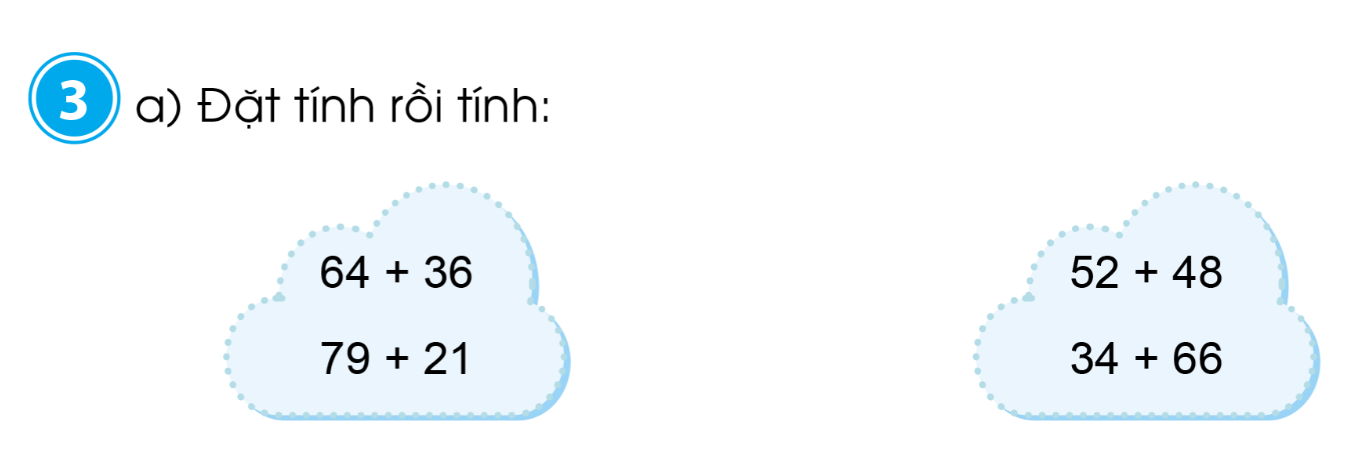 3 a) Đặt tính rồi tính:
64 + 36
79 + 21
52 + 48
34 + 66